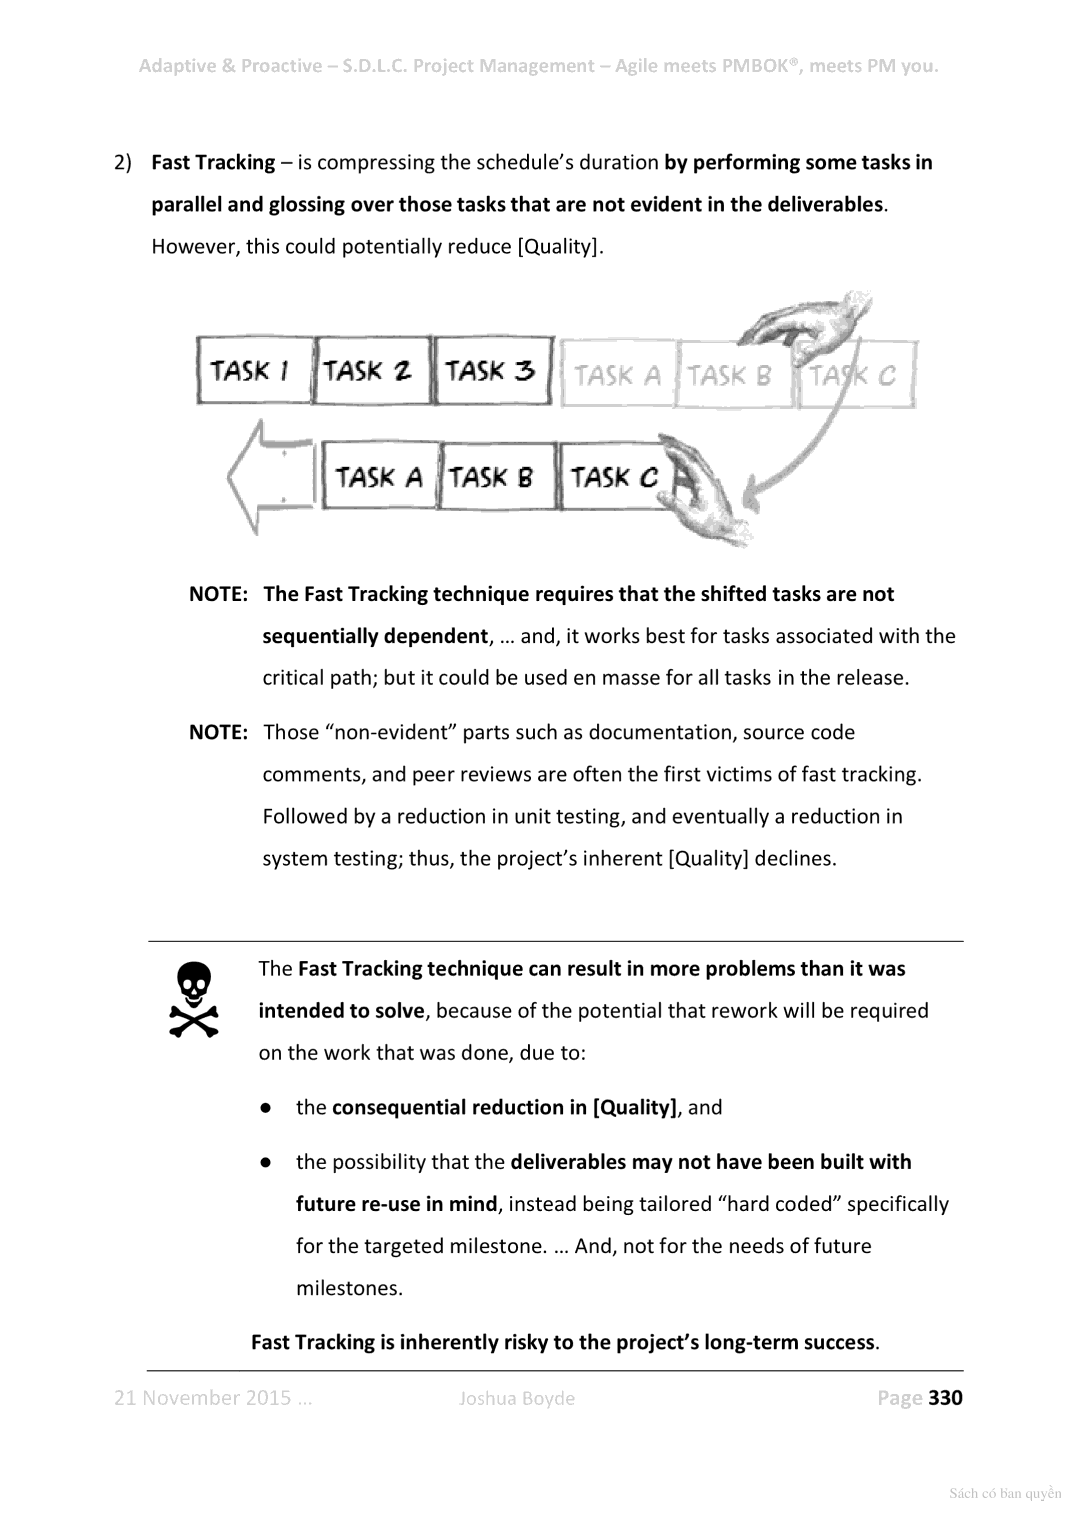 Adaptive & Proactive – S.D.L.C. Project Management – Agile meets PMBOK®, meets PM you.
2) Fast Tracking – is compressing the schedule’s duration by performing some tasks in
parallel and glossing over those tasks that are not evident in the deliverables.
However, this could potentially reduce [Quality].
TASK 1 TASK 2 TASK 3 TASK A TASK B TASK C
TASK A TASK B TASK C
NOTE: The Fast Tracking technique requires that the shifted tasks are not
sequentially dependent, … and, it works best for tasks associated with the
critical path; but it could be used en masse for all tasks in the release.
NOTE: Those “non-evident” parts such as documentation, source code
comments, and peer reviews are often the first victims of fast tracking.
Followed by a reduction in unit testing, and eventually a reduction in
system testing; thus, the project’s inherent [Quality] declines.
The Fast Tracking technique can result in more problems than it was
intended to solve, because of the potential that rework will be required
on the work that was done, due to:
● the consequential reduction in [Quality], and
● the possibility that the deliverables may not have been built with
future re-use in mind, instead being tailored “hard coded” specifically
for the targeted milestone. … And, not for the needs of future
milestones.
Fast Tracking is inherently risky to the project’s long-term success.
21 November 2015 … Joshua Boyde Page 330
Sách có bản quyền